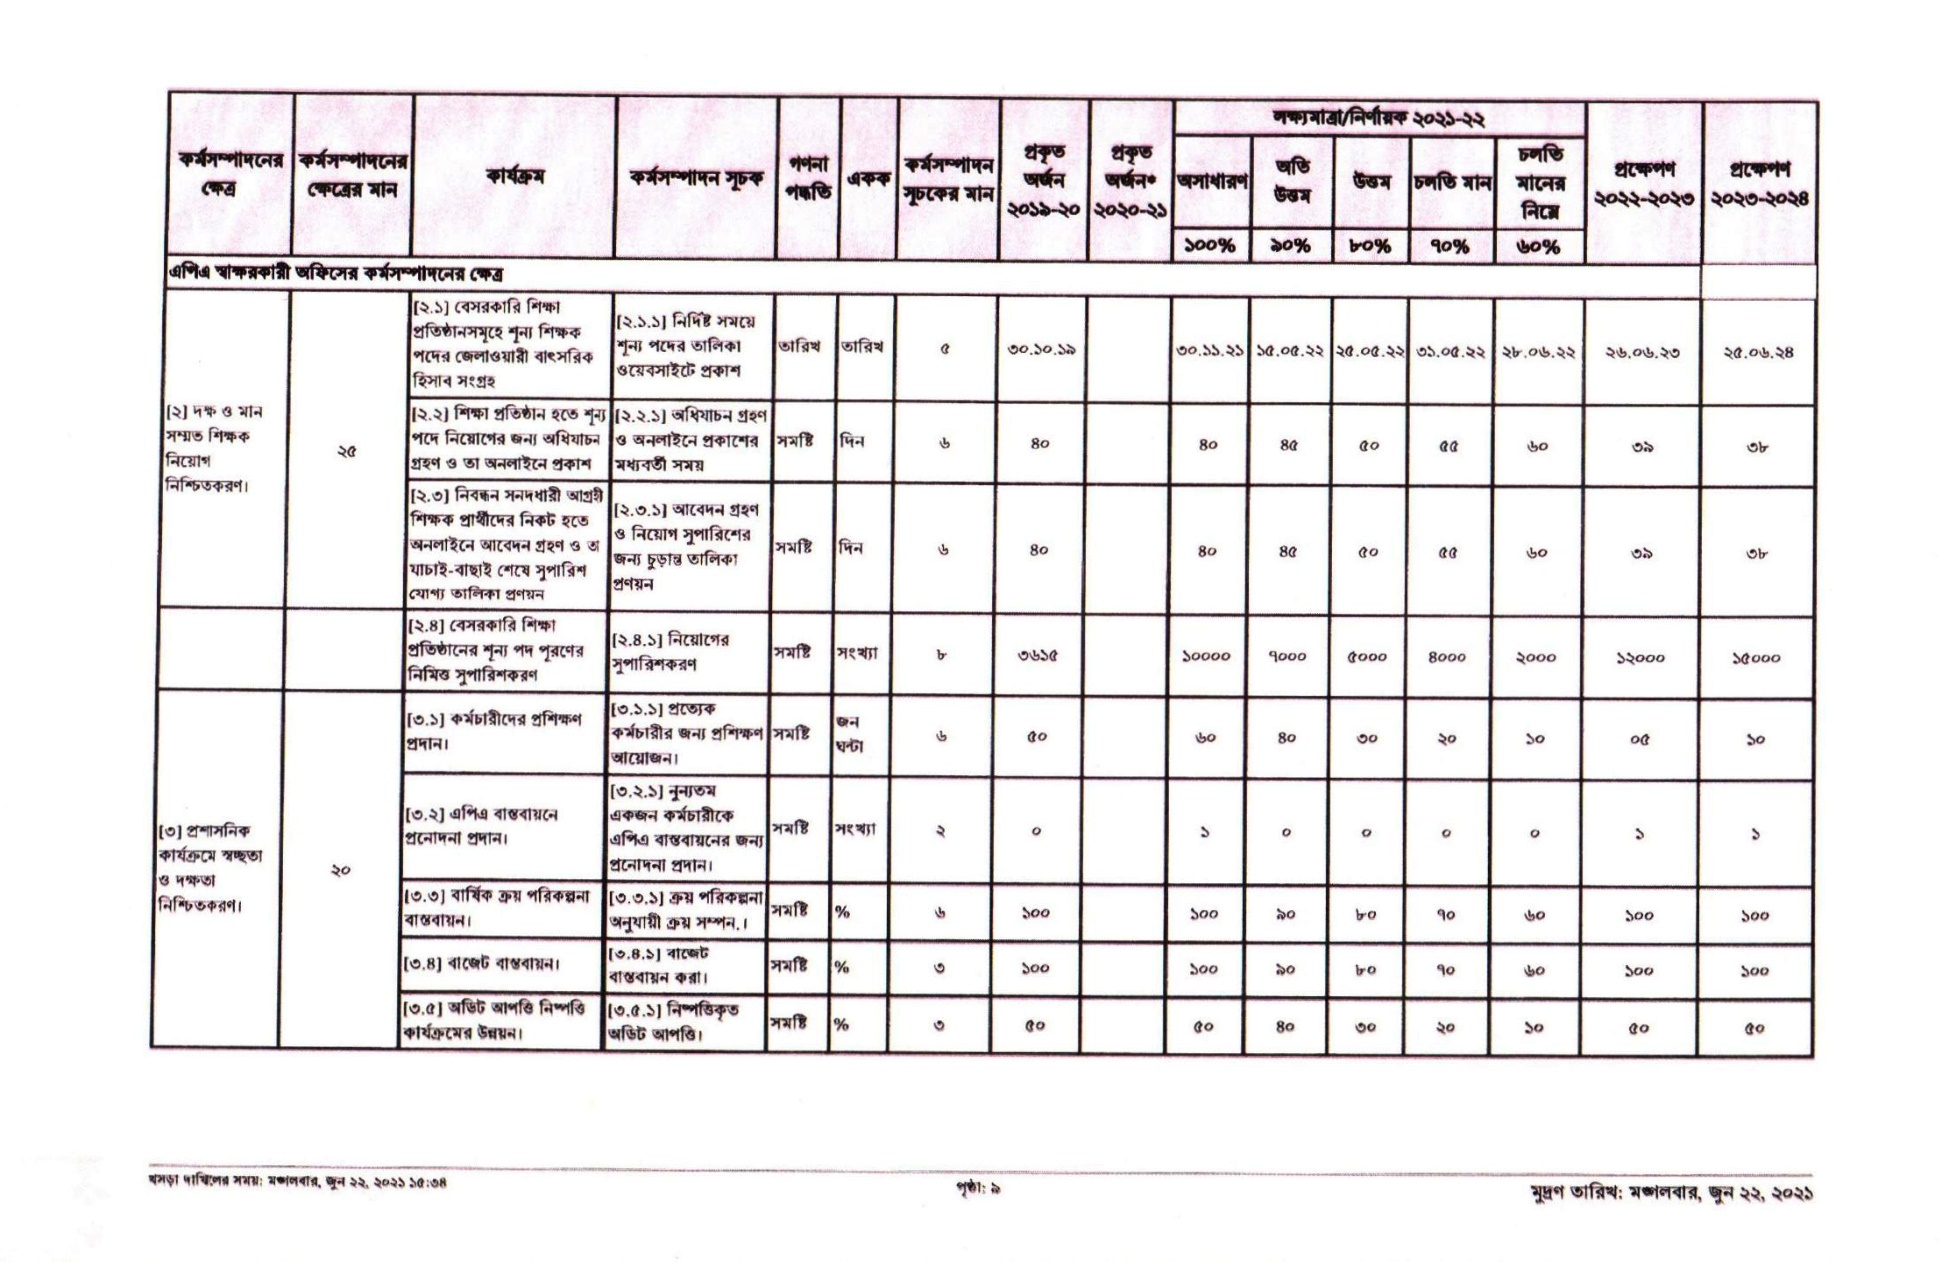 কর্মসম্পাদনের ক্ষেত্র
কর্মসম্পাদনের ক্ষেত্রের মান
কার্যক্রম
কর্মসম্পাদন সূচক
গণনা পদ্ধতি
একক
কর্মসম্পাদন সূচকের মান
প্রকৃত অর্জন ২০১৯-২০
প্রকৃত অর্জন* ২০২০-২১
লক্ষ্যমাত্রা/নির্ণায়ক ২০২১-২২
প্রক্ষেপণ ২০২২-২০২৩
প্রক্ষেপণ ২০২৩-২০২৪
অসাধারণ
অতি উত্তম
উত্তম
চলতি মান
চলতি মানের নিম্নে
১০০% ৯০% ৮০% ৭০% ৬০%
এপিএ স্বাক্ষরকারী অফিসের কর্মসম্পাদনের ক্ষেত্র
[২] দক্ষ ও মান
সম্মত শিক্ষক
নিয়োগ
নিশ্চিতকরণ।
২৫
[২.১] বেসরকারি শিক্ষা
প্রতিষ্ঠানসমূহে শূন্য শিক্ষক
পদের জেলাওয়ারী বাৎসরিক
হিসাব সংগ্রহ
[২.১.১] নির্দিষ্ট সময়ে
শূন্য পদের তালিকা
ওয়েবসাইটে প্রকাশ
তারিখ তারিখ ৫ ৩০.১০.১৯ ৩০.১১.২১ ১৫.০৫.২২ ২৫.০৫.২২ ৩১.০৫.২২ ২৮.০৬.২২ ২৬.০৬.২৩ ২৫.০৬.২৪
[২.২] শিক্ষা প্রতিষ্ঠান হতে শূন্য
পদে নিয়োগের জন্য অধিযাচন
গ্রহণ ও তা অনলাইনে প্রকাশ
[২.২.১] অধিযাচন গ্রহণ
ও অনলাইনে প্রকাশের
মধ্যবর্তী সময়
সমষ্টি দিন ৬ ৪০ ৪০ ৪৫ ৫০ ৫৫ ৬০ ৩৯ ৩৮
[২.৩] নিবন্ধন সনদধারী আগ্রহী
শিক্ষক প্রার্থীদের নিকট হতে
অনলাইনে আবেদন গ্রহণ ও তা
যাচাই-বাছাই শেষে সুপারিশ
যোগ্য তালিকা প্রণয়ন
[২.৩.১] আবেদন গ্রহণ
ও নিয়োগ সুপারিশের
জন্য চুড়ান্ত তালিকা
প্রণয়ন
সমষ্টি দিন ৬ ৪০ ৪০ ৪৫ ৫০ ৫৫ ৬০ ৩৯ ৩৮
[২.৪] বেসরকারি শিক্ষা
প্রতিষ্ঠানের শূন্য পদ পূরণের
নিমিত্ত সুপারিশকরণ
[২.৪.১] নিয়োগের
সুপারিশকরণ
সমষ্টি সংখ্যা ৮ ৩৬১৫ ১০০০০ ৭০০০ ৫০০০ ৪০০০ ২০০০ ১২০০০ ১৫০০০
[৩] প্রশাসনিক
কার্যক্রমে স্বচ্ছতা
ও দক্ষতা
নিশ্চিতকরণ।
২০
[৩.১] কর্মচারীদের প্রশিক্ষণ
প্রদান।
[৩.১.১] প্রত্যেক
কর্মচারীর জন্য প্রশিক্ষণ
আয়োজন।
সমষ্টি জন ঘন্টা ৬ ৫০ ৬০ ৪০ ৩০ ২০ ১০ ০৫ ১০
[৩.২] এপিএ বাস্তবায়নে
প্রনোদনা প্রদান।
[৩.২.১] নুন্যতম
একজন কর্মচারীকে
এপিএ বাস্তবায়নের জন্য
প্রনোদনা প্রদান।
সমষ্টি সংখ্যা ২ ০ ১ ০ ০ ০ ০ ১ ১
[৩.৩] বার্ষিক ক্রয় পরিকল্পনা
বাস্তবায়ন।
[৩.৩.১] ক্রয় পরিকল্পনা
অনুযায়ী ক্রয় সম্পন্ন।
সমষ্টি % ৬ ১০০ ১০০ ৯০ ৮০ ৭০ ৬০ ১০০ ১০০
[৩.৪] বাজেট বাস্তবায়ন।
[৩.৪.১] বাজেট
বাস্তবায়ন করা।
সমষ্টি % ৩ ১০০ ১০০ ৯০ ৮০ ৭০ ৬০ ১০০ ১০০
[৩.৫] অডিট আপত্তি নিষ্পত্তি
কার্যক্রমের উন্নয়ন।
[৩.৫.১] নিষ্পত্তিকৃত
অডিট আপত্তি।
সমষ্টি % ৩ ৫০ ৫০ ৪০ ৩০ ২০ ১০ ৫০ ৫০
খসড়া দাখিলের সময়: মঙ্গলবার, জুন ২২, ২০২১ ১৫:৩৪
পৃষ্ঠা: ৯
মুদ্রণ তারিখ: মঙ্গলবার, জুন ২২, ২০২১